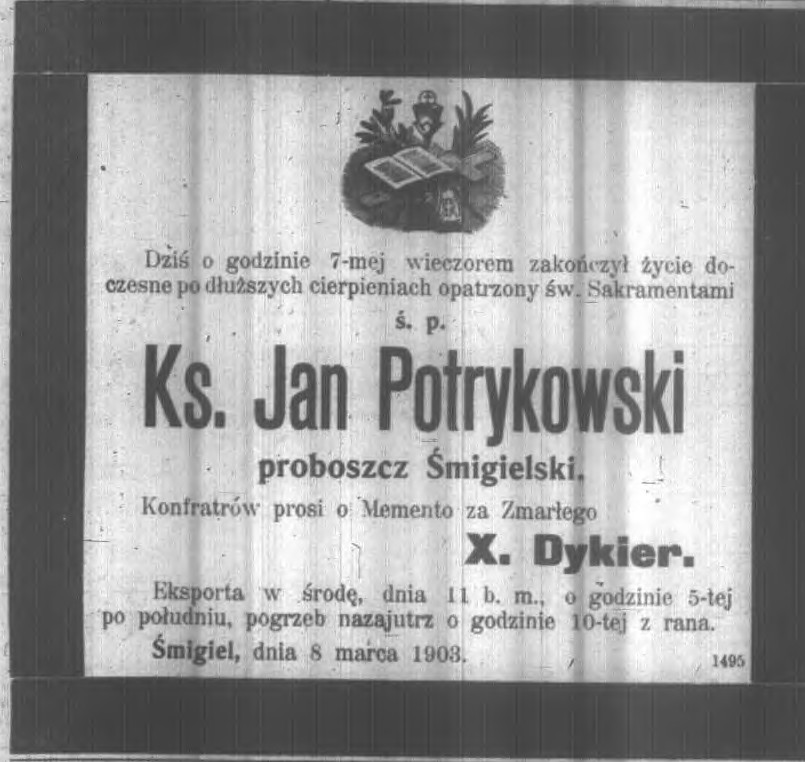 Dziś o godzinie 7-mej wieczorem zakończył życie do-
czesne po dłuższych cierpieniach opatrzony św. Sakramentami
ś. p.
Ks. Jan Potrykowski
proboszcz Śmigielski.
Konfratrów prosi o Memento za Zmarłego
X. Dykier.
Eksporta w środę, dnia 11 b. m., o godzinie 5-tej
po południu, pogrzeb nazajutrz o godzinie 10-tej z rana.
Śmigiel, dnia 8 marca 1903.
1495